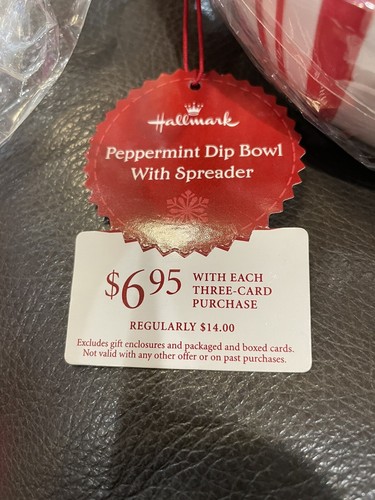 Hallmark
Peppermint Dip Bowl
With Spreader
$6.95 WITH EACH
THREE-CARD
PURCHASE
REGULARLY $14.00
Excludes gift enclosures and packaged and boxed cards.
Not valid with any other offer or on past purchases.